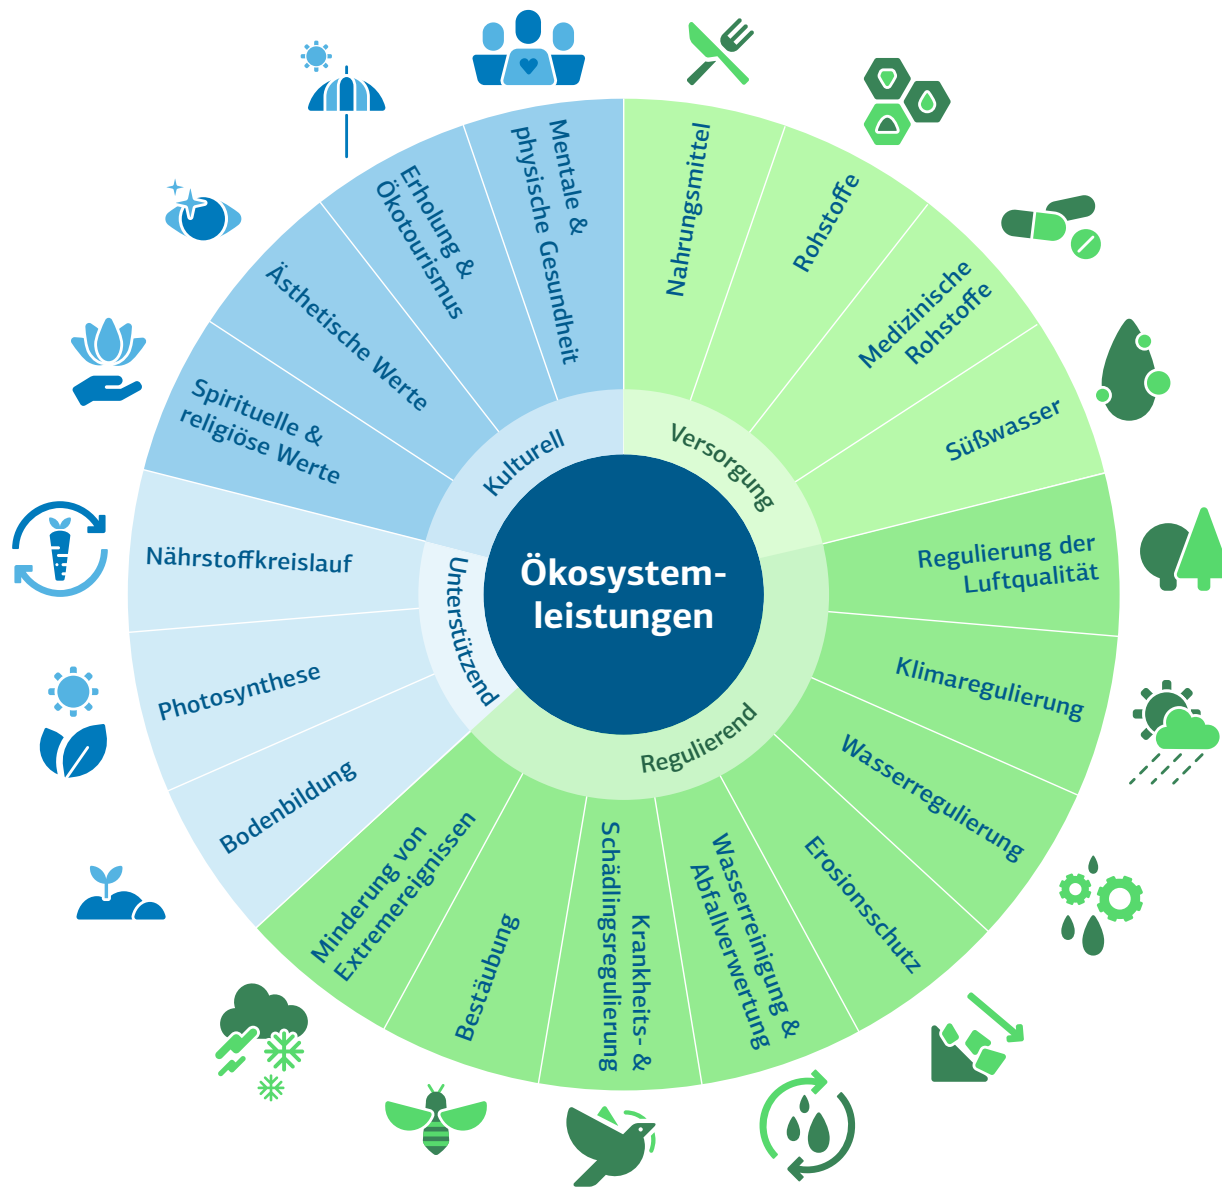 Ökosystem-
leistungen
Versorgung
Nahrungsmittel
Rohstoffe
Medizinische
Rohstoffe
Süßwasser
Regulierend
Regulierung der
Luftqualität
Klimaregulierung
Wasserregulierung
Erosionsschutz
Wasserreinigung &
Abfallverwertung
Krankheits- &
Schädlingsregulierung
Bestäubung
Minderung von
Extremereignissen
Unterstützend
Bodenbildung
Photosynthese
Nährstoffkreislauf
Kulturell
Spirituelle &
religiöse Werte
Ästhetische Werte
Erholung &
Ökotourismus
Mentale &
physische Gesundheit